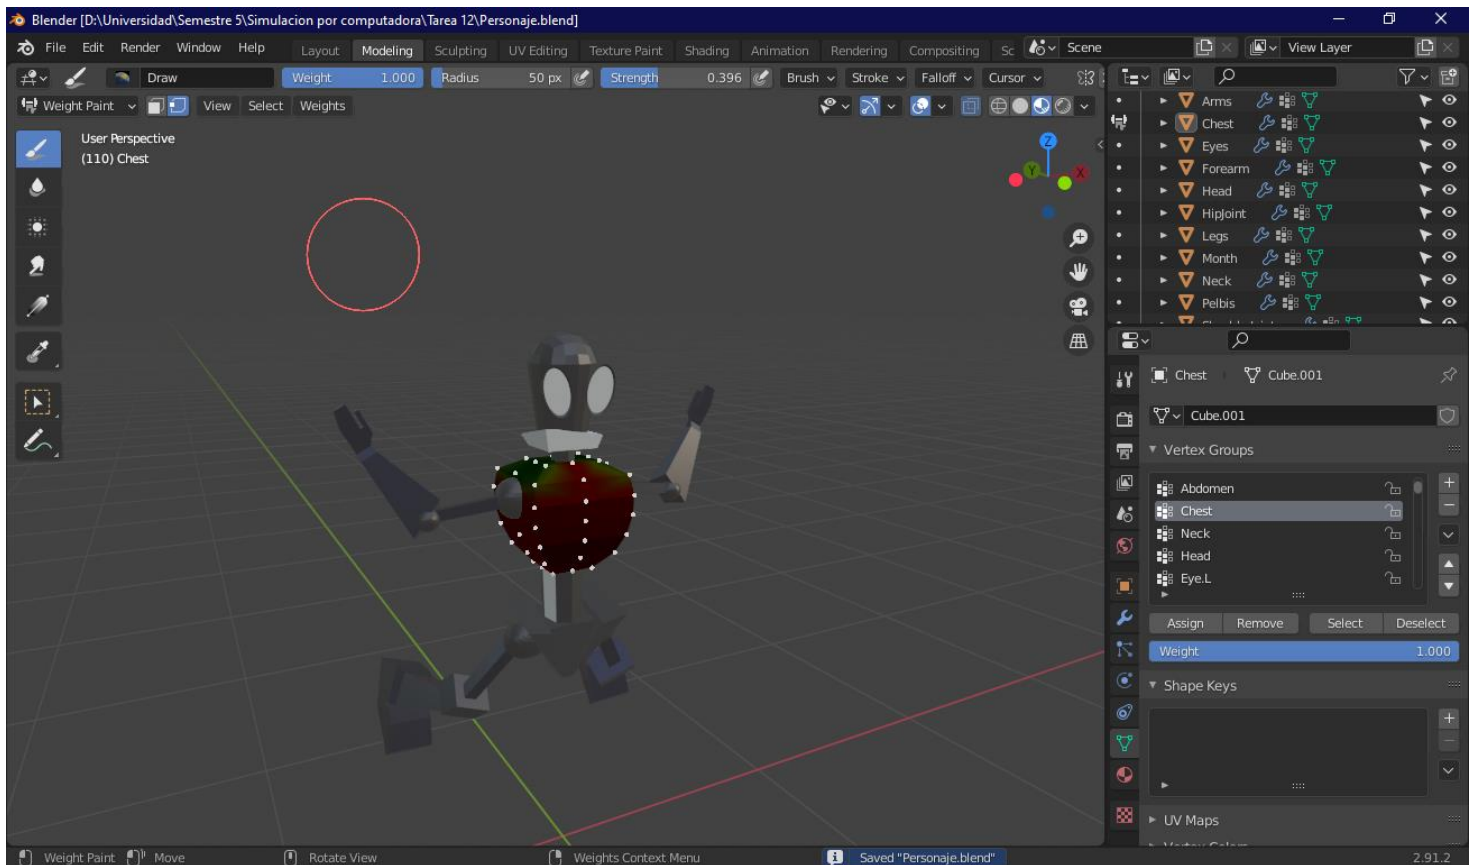 Blender [D:\Universidad\Semestre 5\Simulacion por computadora\Tarea 12\Personaje.blend]
File Edit Render Window Help Layout Modeling Sculpting UV Editing Texture Paint Shading Animation Rendering Compositing Sc Scene View Layer
Draw Weight 1.000 Radius 50 px Strength 0.396 Brush Stroke Falloff Cursor
Weight Paint View Select Weights
User Perspective
(110) Chest
Z
Y
X
Arms
Chest
Eyes
Forearm
Head
HipJoint
Legs
Month
Neck
Pelbis
Chest Cube.001
Cube.001
Vertex Groups
Abdomen
Chest
Neck
Head
Eye.L
Assign Remove Select Deselect
Weight 1.000
Shape Keys
UV Maps
Weight Paint Move Rotate View Weights Context Menu Saved "Personaje.blend" 2.91.2